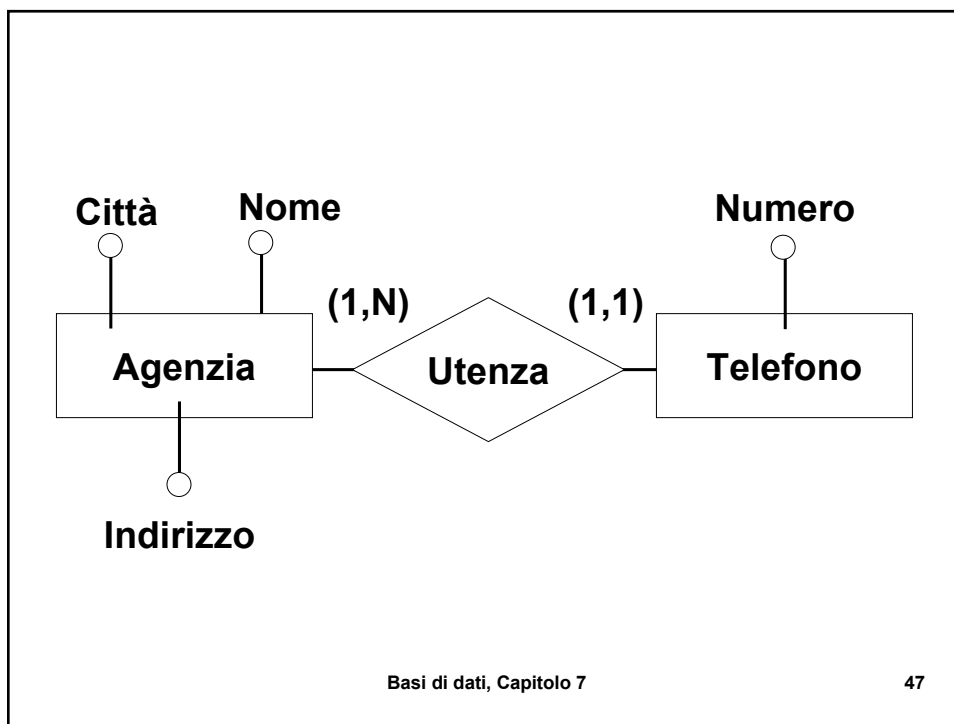 Città Nome Numero
(1,N) (1,1)
Agenzia Utenza Telefono
Indirizzo
Basi di dati, Capitolo 7 47